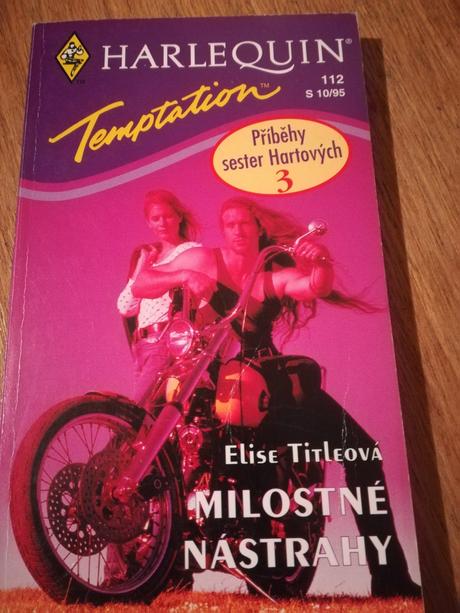 HARLEQUIN®
112
S 10/95
Temptation™
Příběhy
sester Hartových
3
Elise Titleová
MILOSTNÉ
NÁSTRAHY